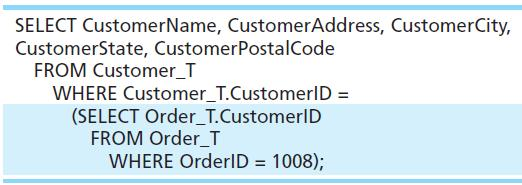 SELECT CustomerName, CustomerAddress, CustomerCity,
CustomerState, CustomerPostalCode
FROM Customer_T
WHERE Customer_T.CustomerID =
(SELECT Order_T.CustomerID
FROM Order_T
WHERE OrderID = 1008);